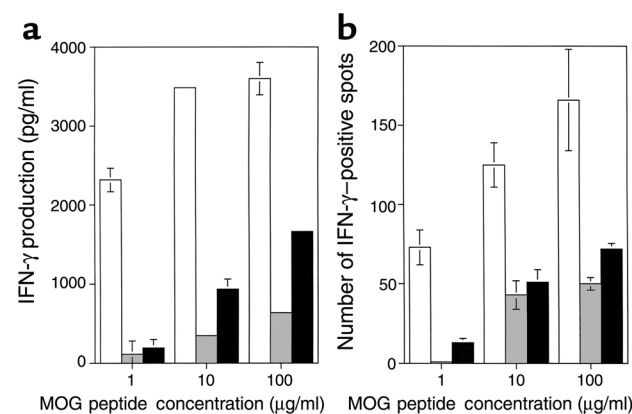 a
IFN-γ production (pg/ml)
4000
3000
2000
1000
0
1
10
100
MOG peptide concentration (μg/ml)
b
Number of IFN-γ–positive spots
200
150
100
50
0
1
10
100
MOG peptide concentration (μg/ml)